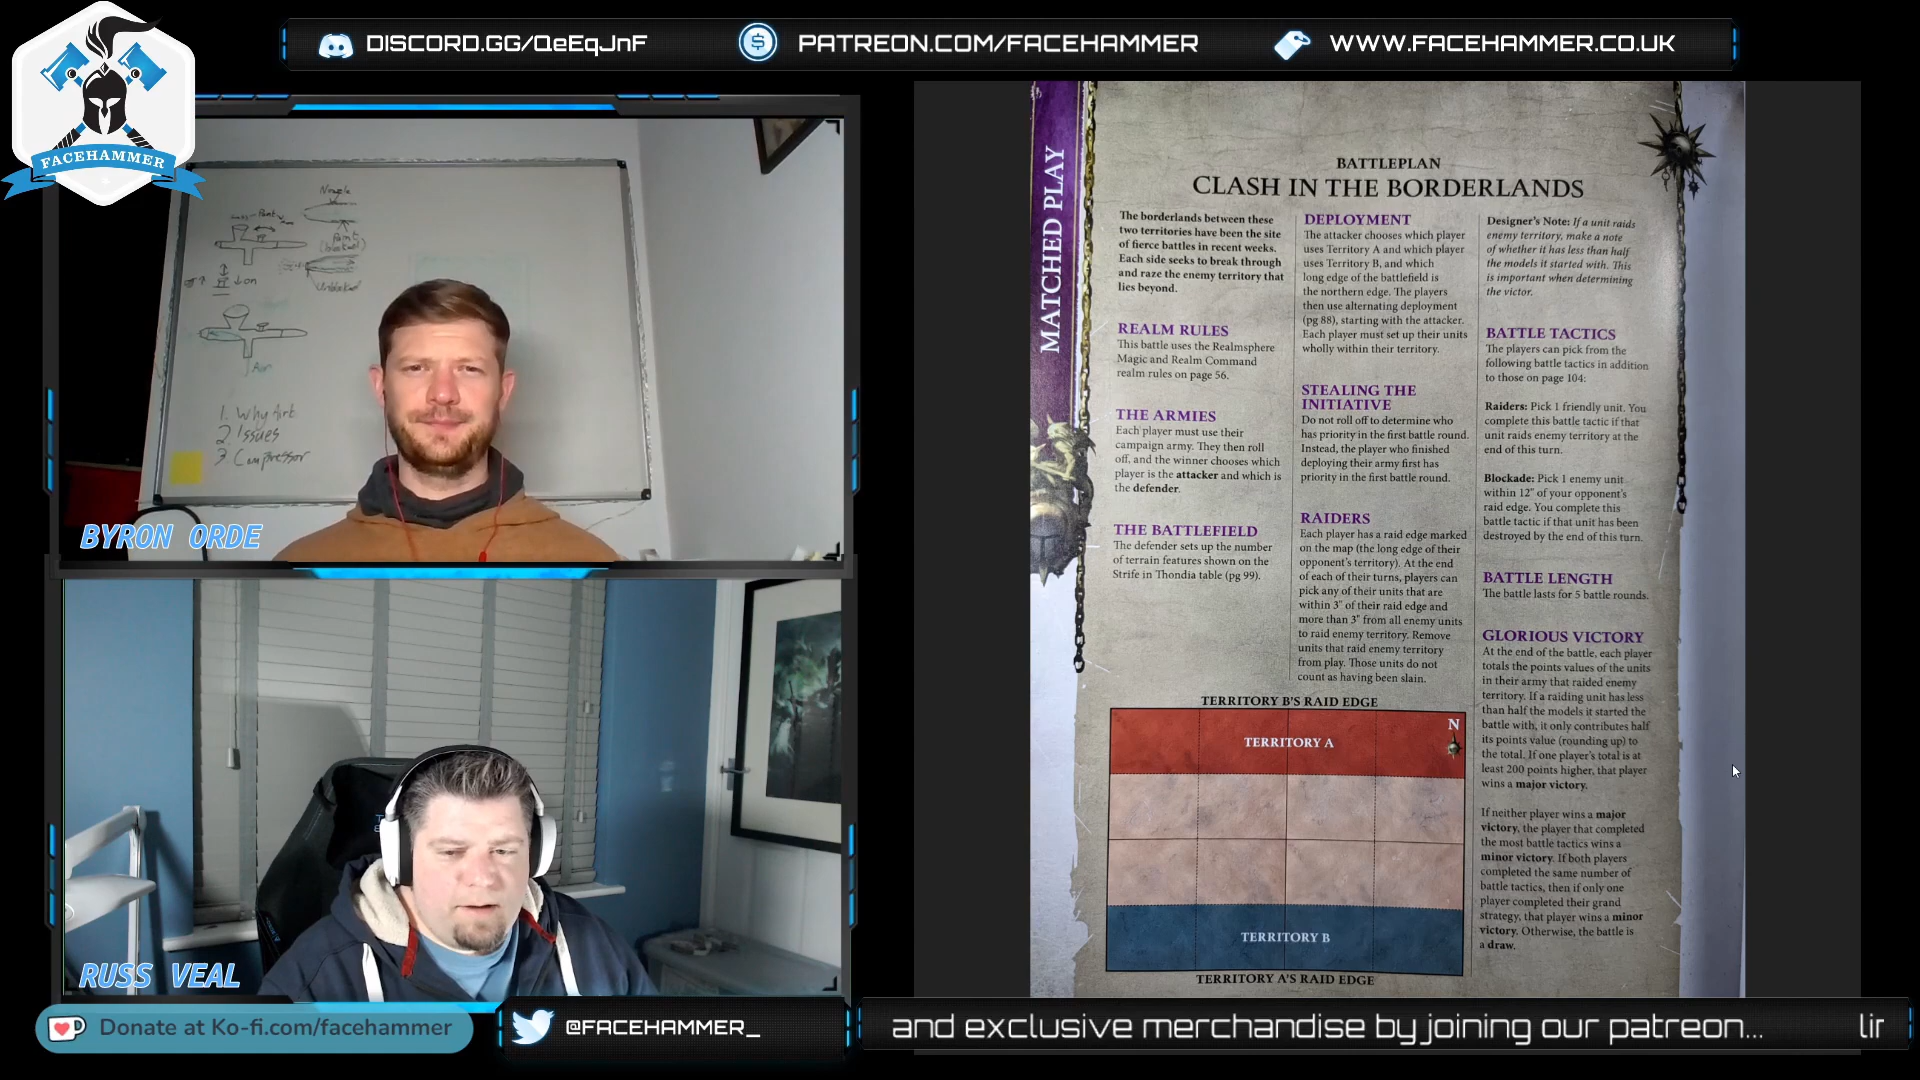 DISCORD.GG/QeEqJnF
PATREON.COM/FACEHAMMER
WWW.FACEHAMMER.CO.UK
FACEHAMMER
Nozzle
Paint
(blocked)
Unblocked
on
Air
1. Why Airb
2. Issues
3 Compressor
BYRON ORDE
RUSS VEAL
MATCHED PLAY
BATTLEPLAN
CLASH IN THE BORDERLANDS
The borderlands between these
two territories have been the site
of fierce battles in recent weeks.
Each side seeks to break through
and raze the enemy territory that
lies beyond.
REALM RULES
This battle uses the Realmsphere
Magic and Realm Command
realm rules on page 56.
THE ARMIES
Each player must use their
campaign army. They then roll
off, and the winner chooses which
player is the attacker and which is
the defender.
THE BATTLEFIELD
The defender sets up the number
of terrain features shown on the
Strife in Thondia table (pg 99).
DEPLOYMENT
The attacker chooses which player
uses Territory A and which player
uses Territory B, and which
long edge of the battlefield is
the northern edge. The players
then use alternating deployment
(pg 88), starting with the attacker.
Each player must set up their units
wholly within their territory.
STEALING THE
INITIATIVE
Do not roll off to determine who
has priority in the first battle round.
Instead, the player who finished
deploying their army first has
priority in the first battle round.
RAIDERS
Each player has a raid edge marked
on the map (the long edge of their
opponent's territory). At the end
of each of their turns, players can
pick any of their units that are
within 3" of their raid edge and
more than 3" from all enemy units
to raid enemy territory. Remove
units that raid enemy territory
from play. Those units do not
count as having been slain.
Designer's Note: If a unit raids
enemy territory, make a note
of whether it has less than half
the models it started with. This
is important when determining
the victor.
BATTLE TACTICS
The players can pick from the
following battle tactics in addition
to those on page 104:
Raiders: Pick 1 friendly unit. You
complete this battle tactic if that
unit raids enemy territory at the
end of this turn.
Blockade: Pick 1 enemy unit
within 12" of your opponent's
raid edge. You complete this
battle tactic if that unit has been
destroyed by the end of this turn.
BATTLE LENGTH
The battle lasts for 5 battle rounds.
GLORIOUS VICTORY
At the end of the battle, each player
totals the points values of the units
in their army that raided enemy
territory. If a raiding unit has less
than half the models it started the
battle with, it only contributes half
its points value (rounding up) to
the total. If one player's total is at
least 200 points higher, that player
wins a major victory.
If neither player wins a major
victory, the player that completed
the most battle tactics wins a
minor victory. If both players
completed the same number of
battle tactics, then if only one
player completed their grand
strategy, that player wins a minor
victory. Otherwise, the battle is
a draw.
TERRITORY B'S RAID EDGE
N
TERRITORY A
TERRITORY B
TERRITORY A'S RAID EDGE
Donate at Ko-fi.com/facehammer
@FACEHAMMER_
and exclusive merchandise by joining our patreon...